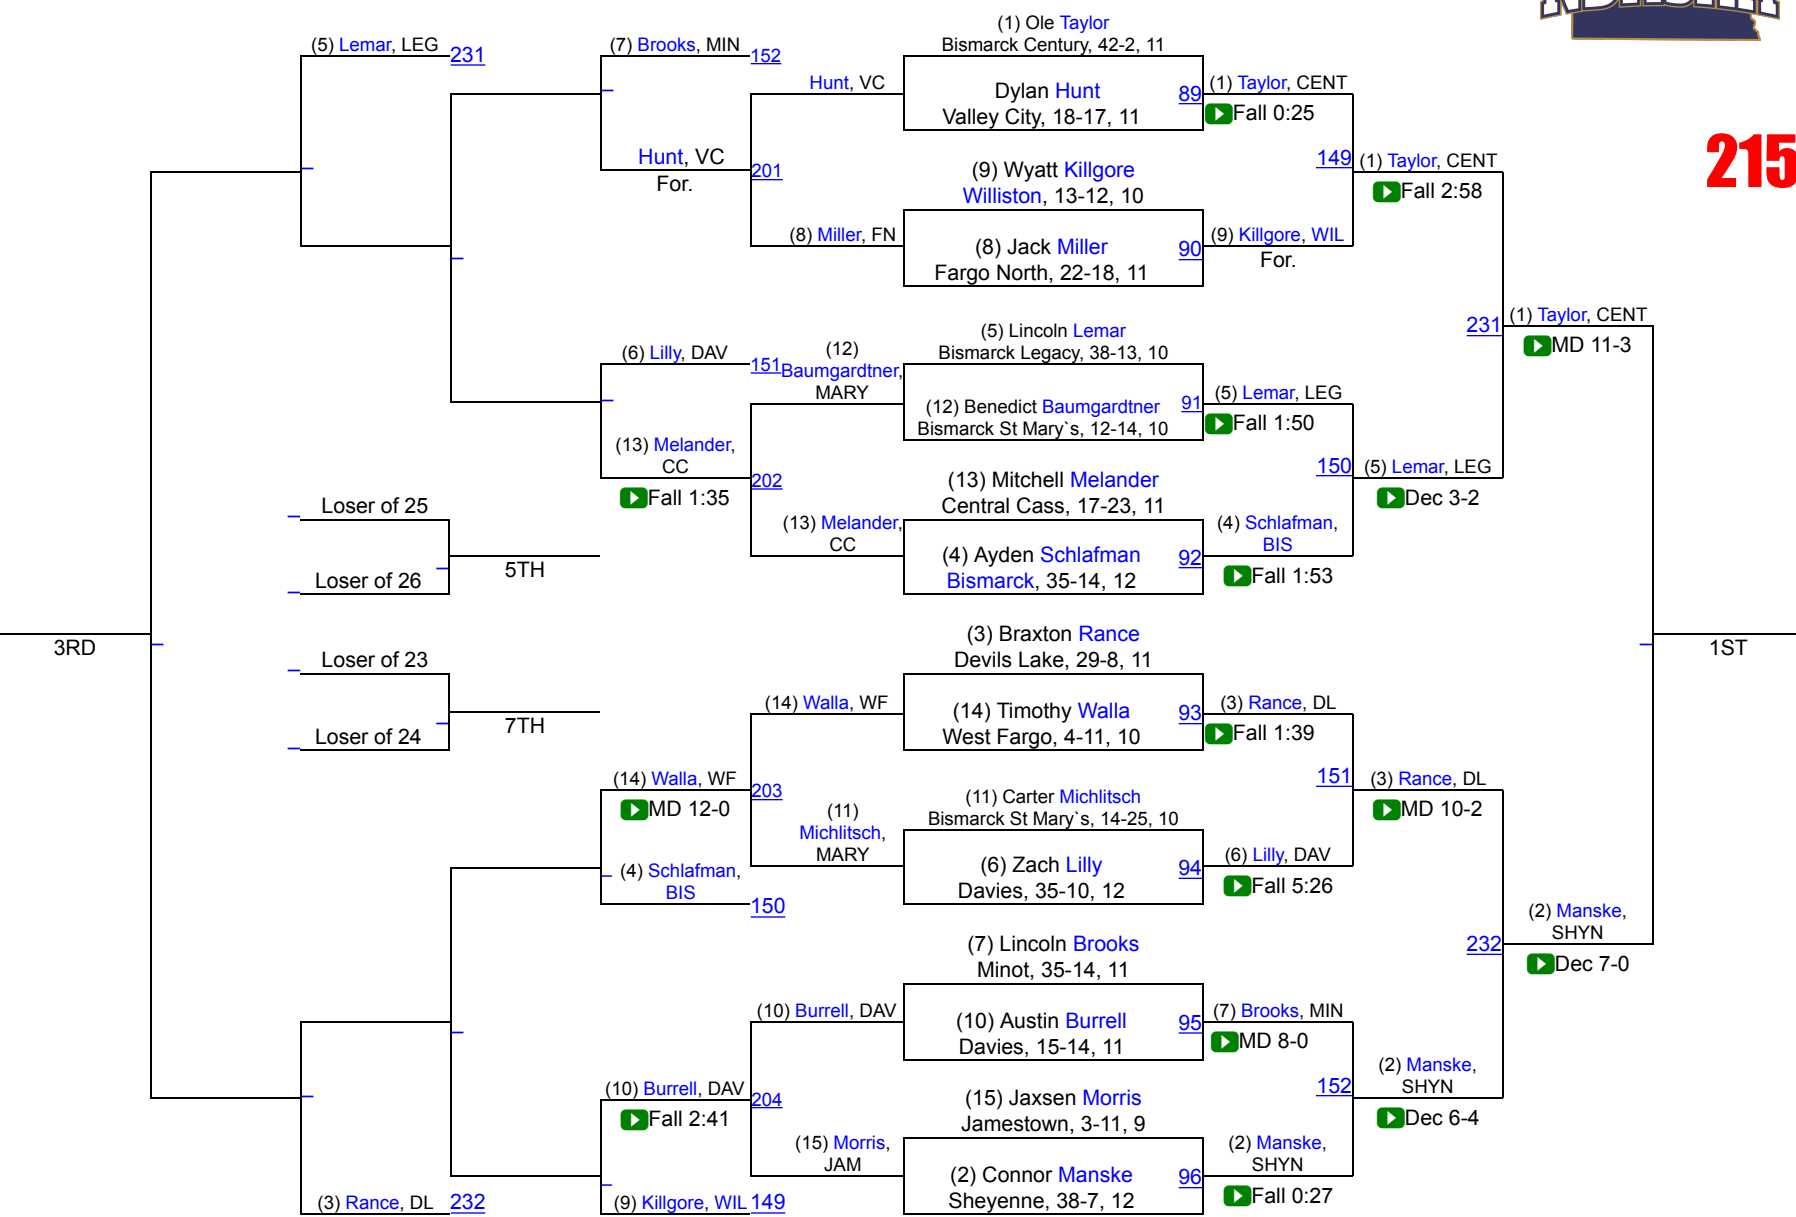 NDHSAA
215
(5) Lemar, LEG 231
(3) Rance, DL 232
3RD
Loser of 25
Loser of 26
5TH
Loser of 23
Loser of 24
7TH
(7) Brooks, MIN 152
Hunt, VC
For.
201
(6) Lilly, DAV
151
(13) Melander,
CC
Fall 1:35
202
(14) Walla, WF
MD 12-0
203
(4) Schlafman,
BIS
150
(10) Burrell, DAV
Fall 2:41
204
(9) Killgore, WIL 149
Hunt, VC
(8) Miller, FN
(12)
Baumgardtner,
MARY
(13) Melander,
CC
(14) Walla, WF
(11)
Michlitsch,
MARY
(10) Burrell, DAV
(15) Morris,
JAM
(1) Ole Taylor
Bismarck Century, 42-2, 11
Dylan Hunt
Valley City, 18-17, 11
89
(9) Wyatt Killgore
Williston, 13-12, 10
(8) Jack Miller
Fargo North, 22-18, 11
90
(5) Lincoln Lemar
Bismarck Legacy, 38-13, 10
(12) Benedict Baumgardtner
Bismarck St Mary`s, 12-14, 10
91
(13) Mitchell Melander
Central Cass, 17-23, 11
(4) Ayden Schlafman
Bismarck, 35-14, 12
92
(3) Braxton Rance
Devils Lake, 29-8, 11
(14) Timothy Walla
West Fargo, 4-11, 10
93
(11) Carter Michlitsch
Bismarck St Mary`s, 14-25, 10
(6) Zach Lilly
Davies, 35-10, 12
94
(7) Lincoln Brooks
Minot, 35-14, 11
(10) Austin Burrell
Davies, 15-14, 11
95
(15) Jaxsen Morris
Jamestown, 3-11, 9
(2) Connor Manske
Sheyenne, 38-7, 12
96
(1) Taylor, CENT
Fall 0:25
149
(9) Killgore, WIL
For.
(5) Lemar, LEG
Fall 1:50
150
(4) Schlafman,
BIS
Fall 1:53
(3) Rance, DL
Fall 1:39
151
(6) Lilly, DAV
Fall 5:26
(7) Brooks, MIN
MD 8-0
152
(2) Manske,
SHYN
Fall 0:27
(1) Taylor, CENT
Fall 2:58
231
(5) Lemar, LEG
Dec 3-2
(3) Rance, DL
MD 10-2
232
(2) Manske,
SHYN
Dec 6-4
(1) Taylor, CENT
MD 11-3
(2) Manske,
SHYN
Dec 7-0
1ST